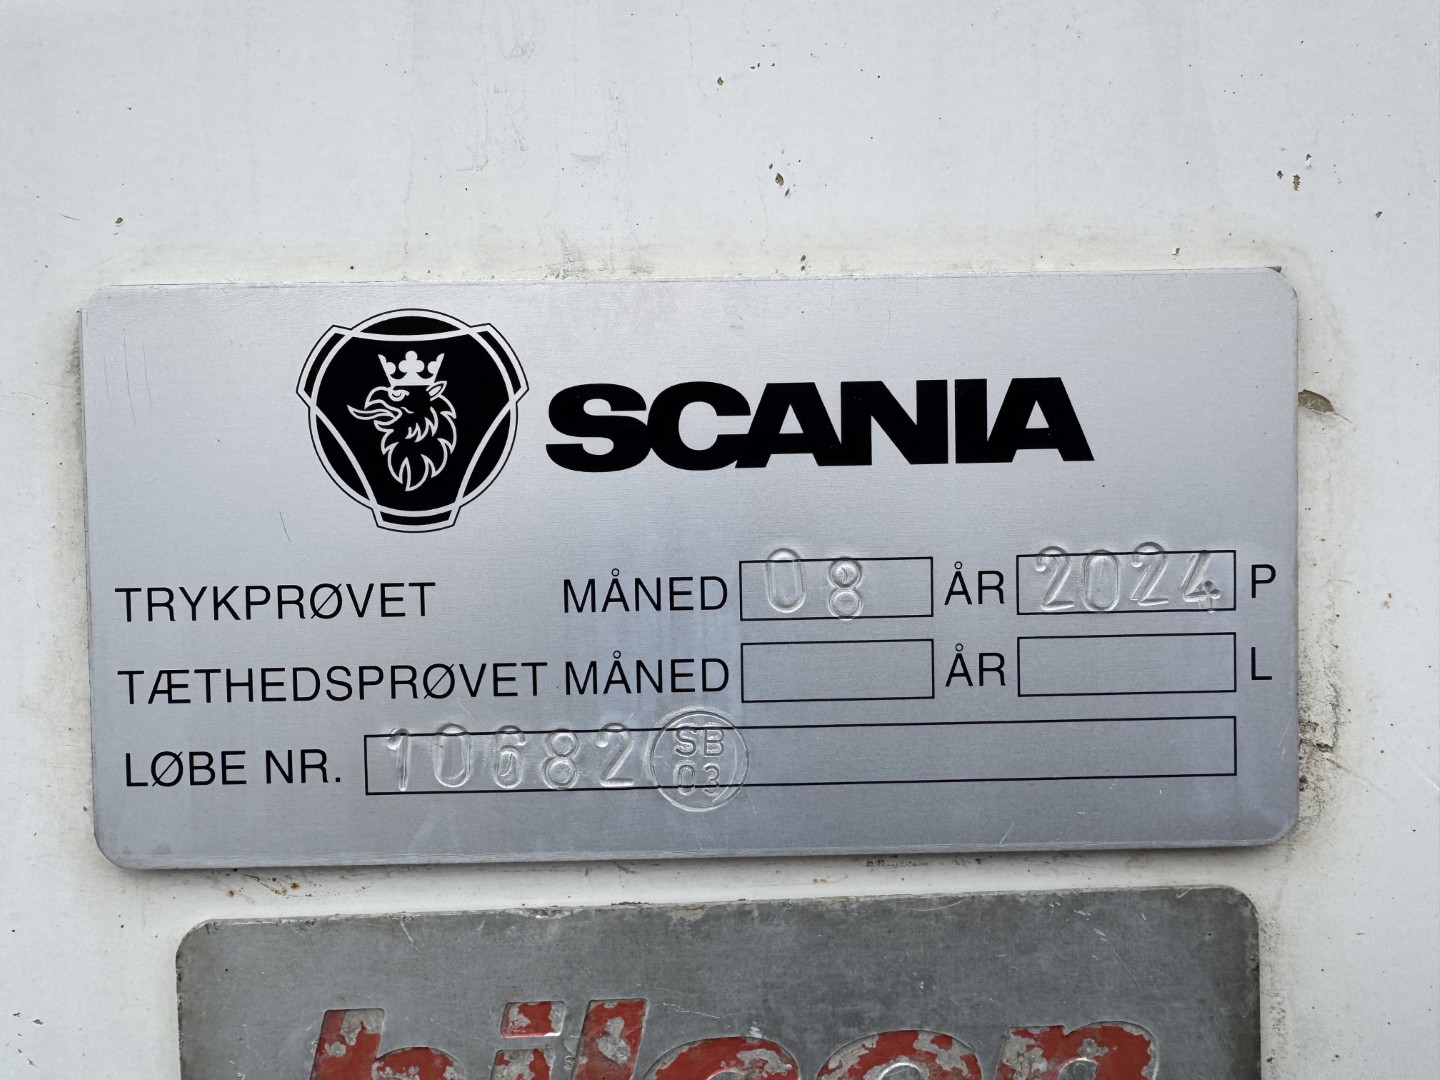 SCANIA
TRYKPRØVET MÅNED 08 ÅR 2024 P
TÆTHEDSPRØVET MÅNED ÅR L
LØBE NR. 10682 SB 03